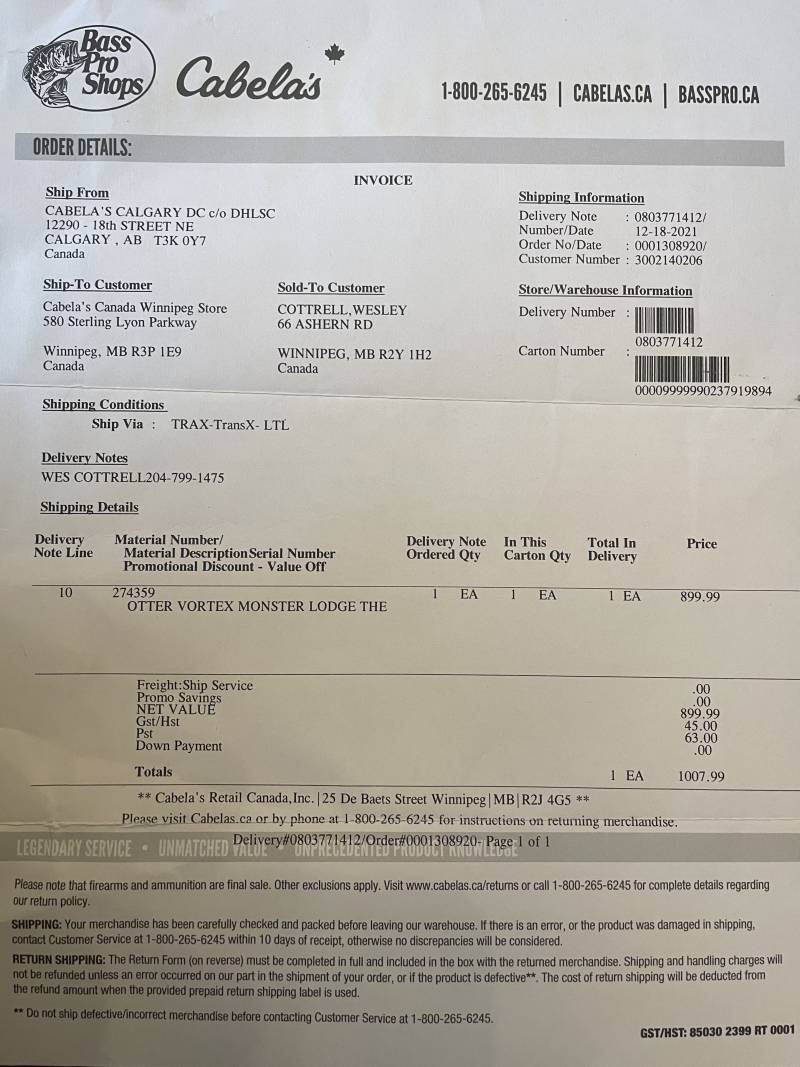 Bass
Pro
Shops
Cabela's
1-800-265-6245 | CABELAS.CA | BASSPRO.CA
ORDER DETAILS:
INVOICE
Ship From
CABELA'S CALGARY DC c/o DHLSC
12290 - 18th STREET NE
CALGARY , AB T3K 0Y7
Canada
Shipping Information
Delivery Note : 0803771412/
Number/Date 12-18-2021
Order No/Date : 0001308920/
Customer Number : 3002140206
Ship-To Customer
Cabela's Canada Winnipeg Store
580 Sterling Lyon Parkway
Winnipeg, MB R3P 1E9
Canada
Sold-To Customer
COTTRELL,WESLEY
66 ASHERN RD
WINNIPEG, MB R2Y 1H2
Canada
Store/Warehouse Information
Delivery Number :
0803771412
Carton Number :
00009999990237919894
Shipping Conditions
Ship Via : TRAX-TransX- LTL
Delivery Notes
WES COTTRELL204-799-1475
Shipping Details
Delivery Material Number/ Delivery Note In This Total In Price
Note Line Material Description Serial Number Ordered Qty Carton Qty Delivery
Promotional Discount - Value Off
10 274359 1 EA 1 EA 1 EA 899.99
OTTER VORTEX MONSTER LODGE THE
Freight:Ship Service .00
Promo Savings .00
NET VALUE 899.99
Gst/Hst 45.00
Pst 63.00
Down Payment .00
Totals 1 EA 1007.99
** Cabela's Retail Canada,Inc.|25 De Baets Street Winnipeg|MB|R2J 4G5 **
Please visit Cabelas.ca or by phone at 1-800-265-6245 for instructions on returning merchandise.
Delivery#0803771412/Order#0001308920- Page 1 of 1
LEGENDARY SERVICE • UNMATCHED VALUE • UNPRECEDENTED PRODUCT KNOWLEDGE
Please note that firearms and ammunition are final sale. Other exclusions apply. Visit www.cabelas.ca/returns or call 1-800-265-6245 for complete details regarding
our return policy.
SHIPPING: Your merchandise has been carefully checked and packed before leaving our warehouse. If there is an error, or the product was damaged in shipping,
contact Customer Service at 1-800-265-6245 within 10 days of receipt, otherwise no discrepancies will be considered.
RETURN SHIPPING: The Return Form (on reverse) must be completed in full and included in the box with the returned merchandise. Shipping and handling charges will
not be refunded unless an error occurred on our part in the shipment of your order, or if the product is defective**. The cost of return shipping will be deducted from
the refund amount when the provided prepaid return shipping label is used.
** Do not ship defective/incorrect merchandise before contacting Customer Service at 1-800-265-6245.
GST/HST: 85030 2399 RT 0001